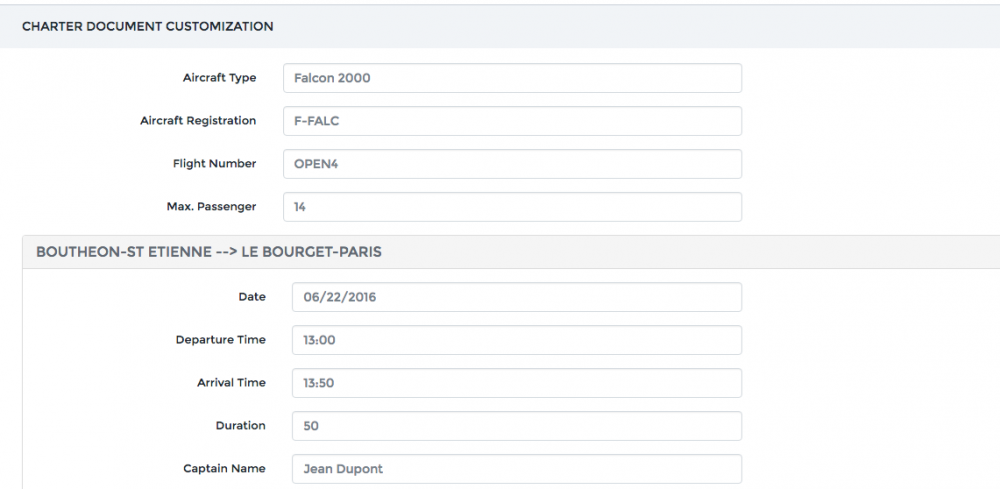 CHARTER DOCUMENT CUSTOMIZATION
Aircraft Type Falcon 2000
Aircraft Registration F-FALC
Flight Number OPEN4
Max. Passenger 14
BOUTHEON-ST ETIENNE --> LE BOURGET-PARIS
Date 06/22/2016
Departure Time 13:00
Arrival Time 13:50
Duration 50
Captain Name Jean Dupont